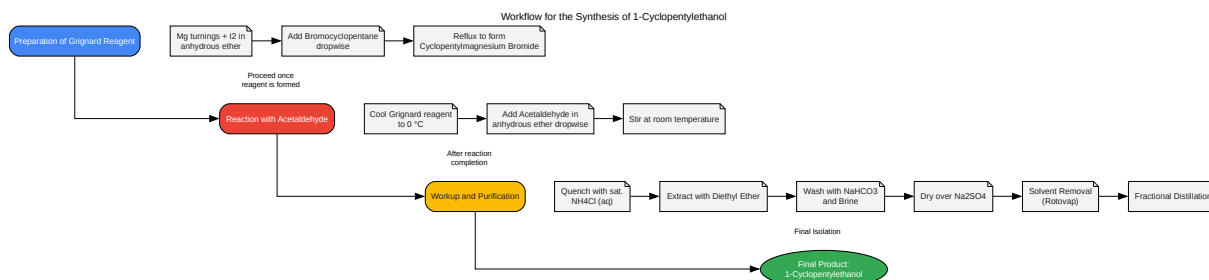 Workflow for the Synthesis of 1-Cyclopentylethanol
Preparation of Grignard Reagent
Mg turnings + I2 in
anhydrous ether
Add Bromocyclopentane
dropwise
Reflux to form
Cyclopentylmagnesium Bromide
Proceed once
reagent is formed
Reaction with Acetaldehyde
Cool Grignard reagent
to 0 °C
Add Acetaldehyde in
anhydrous ether dropwise
Stir at room temperature
After reaction
completion
Workup and Purification
Quench with sat.
NH4Cl (aq)
Extract with Diethyl Ether
Wash with NaHCO3
and Brine
Dry over Na2SO4
Solvent Removal
(Rotovap)
Fractional Distillation
Final Isolation
Final Product:
1-Cyclopentylethanol